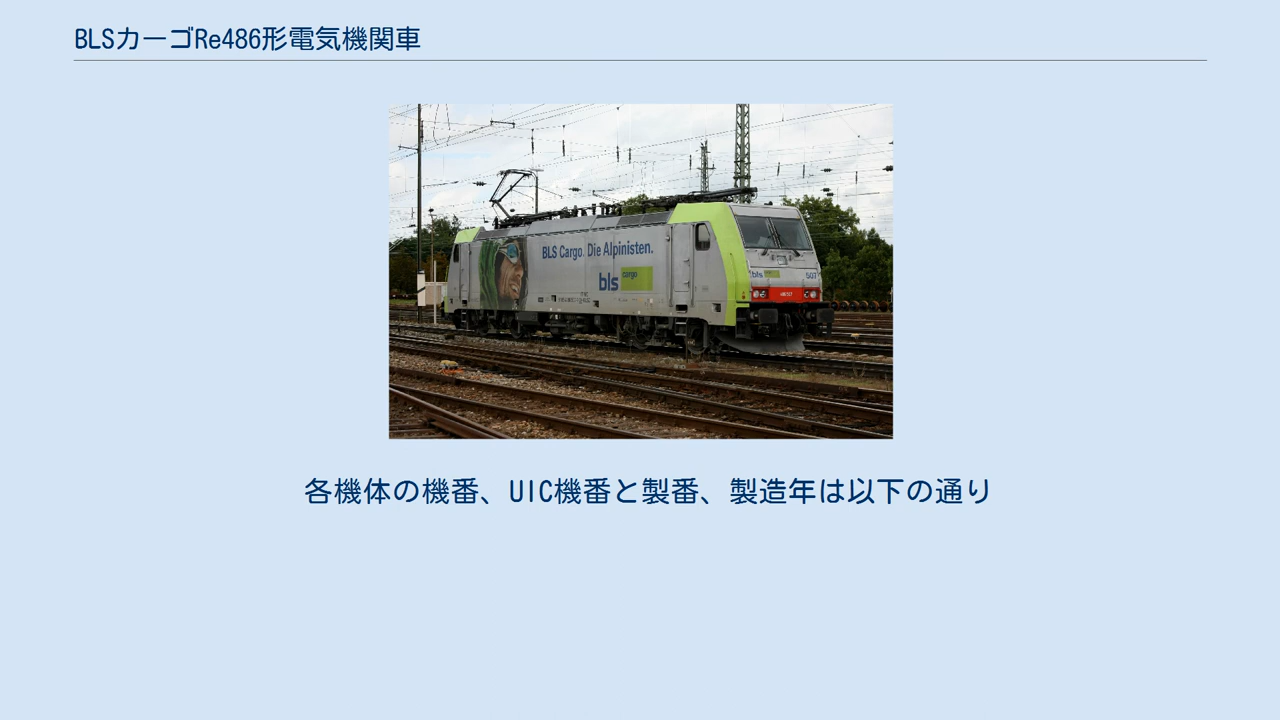 BLSカーゴRe486形電気機関車
BLS Cargo. Die Alpinisten.
bls cargo
bls
507
各機体の機番、UIC機番と製番、製造年は以下の通り